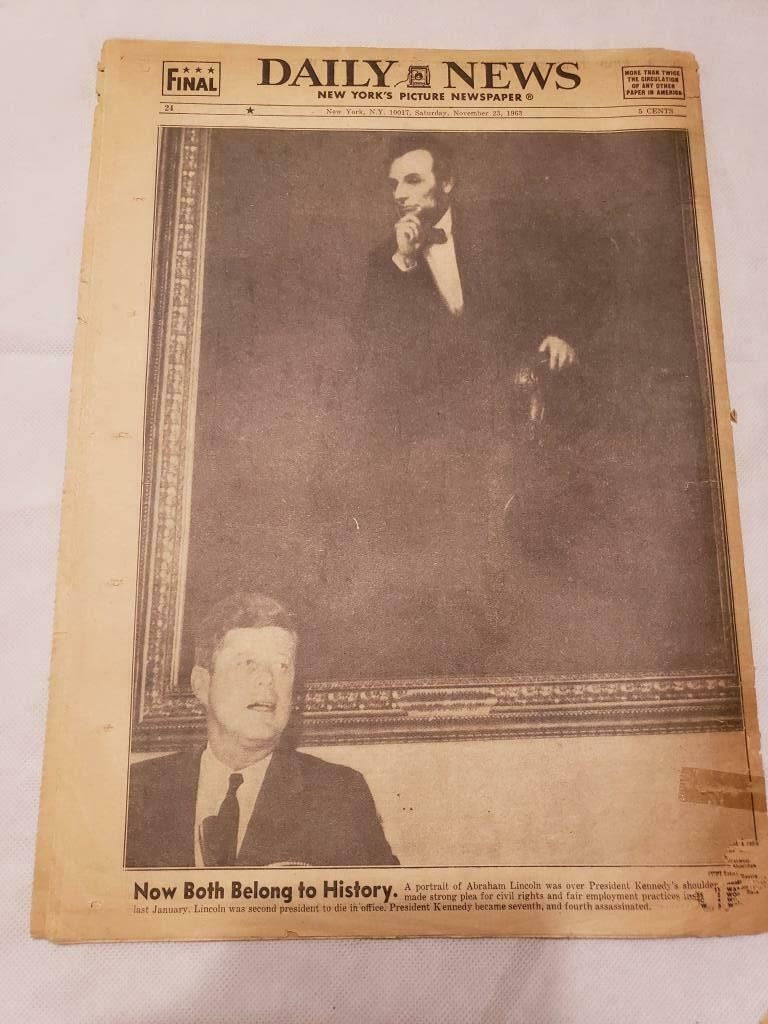 ★ ★ ★
FINAL
DAILY NEWS
NEW YORK'S PICTURE NEWSPAPER ®
MORE THAN TWICE
THE CIRCULATION
OF ANY OTHER
PAPER IN AMERICA
24 ★ New York, N.Y. 10017, Saturday, November 23, 1963 5 CENTS
Now Both Belong to History. A portrait of Abraham Lincoln was over President Kennedy's shoulder
made strong plea for civil rights and fair employment practices
last January. Lincoln was second president to die in office. President Kennedy became seventh, and fourth assassinated.